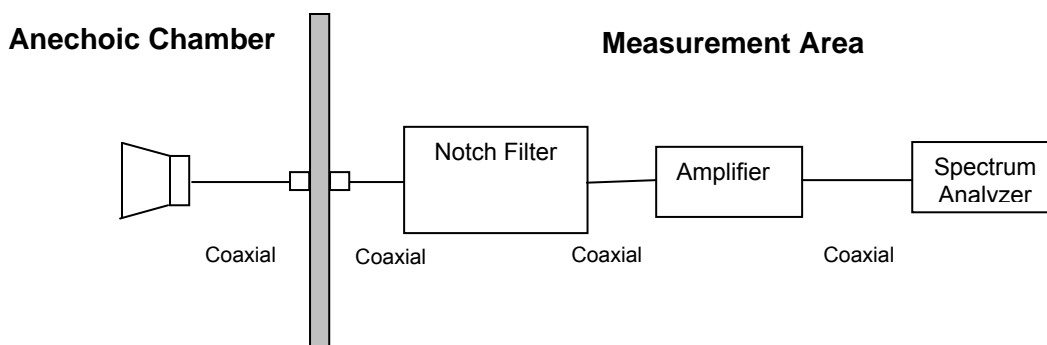 Anechoic Chamber
Measurement Area
Notch Filter
Amplifier
Spectrum
Analyzer
Coaxial
Coaxial
Coaxial
Coaxial